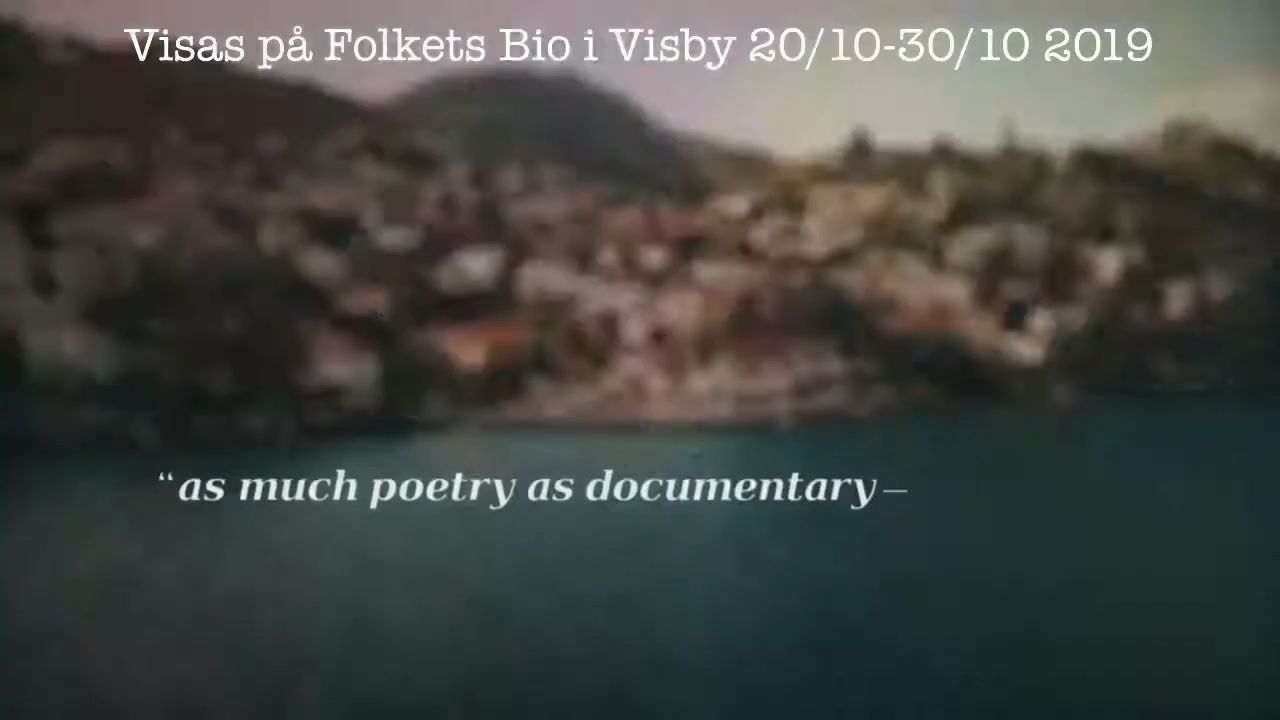 Visas på Folkets Bio i Visby 20/10-30/10 2019
“as much poetry as documentary—